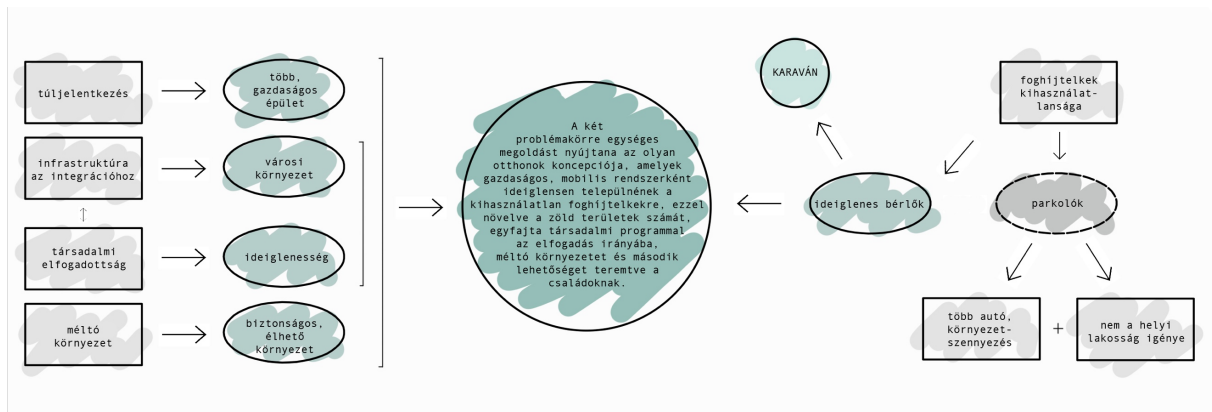 túljelentkezés
több,
gazdaságos
épület
infrastruktúra
az integrációhoz
városi
környezet
társadalmi
elfogadottság
ideiglenesség
méltó
környezet
biztonságos,
élhető
környezet
A két
problémakörre egységes
megoldást nyújtana az olyan
otthonok koncepciója, amelyek
gazdaságos, mobilis rendszerként
ideiglensen települnének a
kihasználatlan foghíjtelkekre, ezzel
növelve a zöld területek számát,
egyfajta társadalmi programmal
az elfogadás irányába,
méltó környezetet és második
lehetőséget teremtve a
családoknak.
KARAVÁN
ideiglenes bérlők
foghíjtelkek
kihasználat-
lansága
parkolók
több autó,
környezet-
szennyezés
+
nem a helyi
lakosság igénye